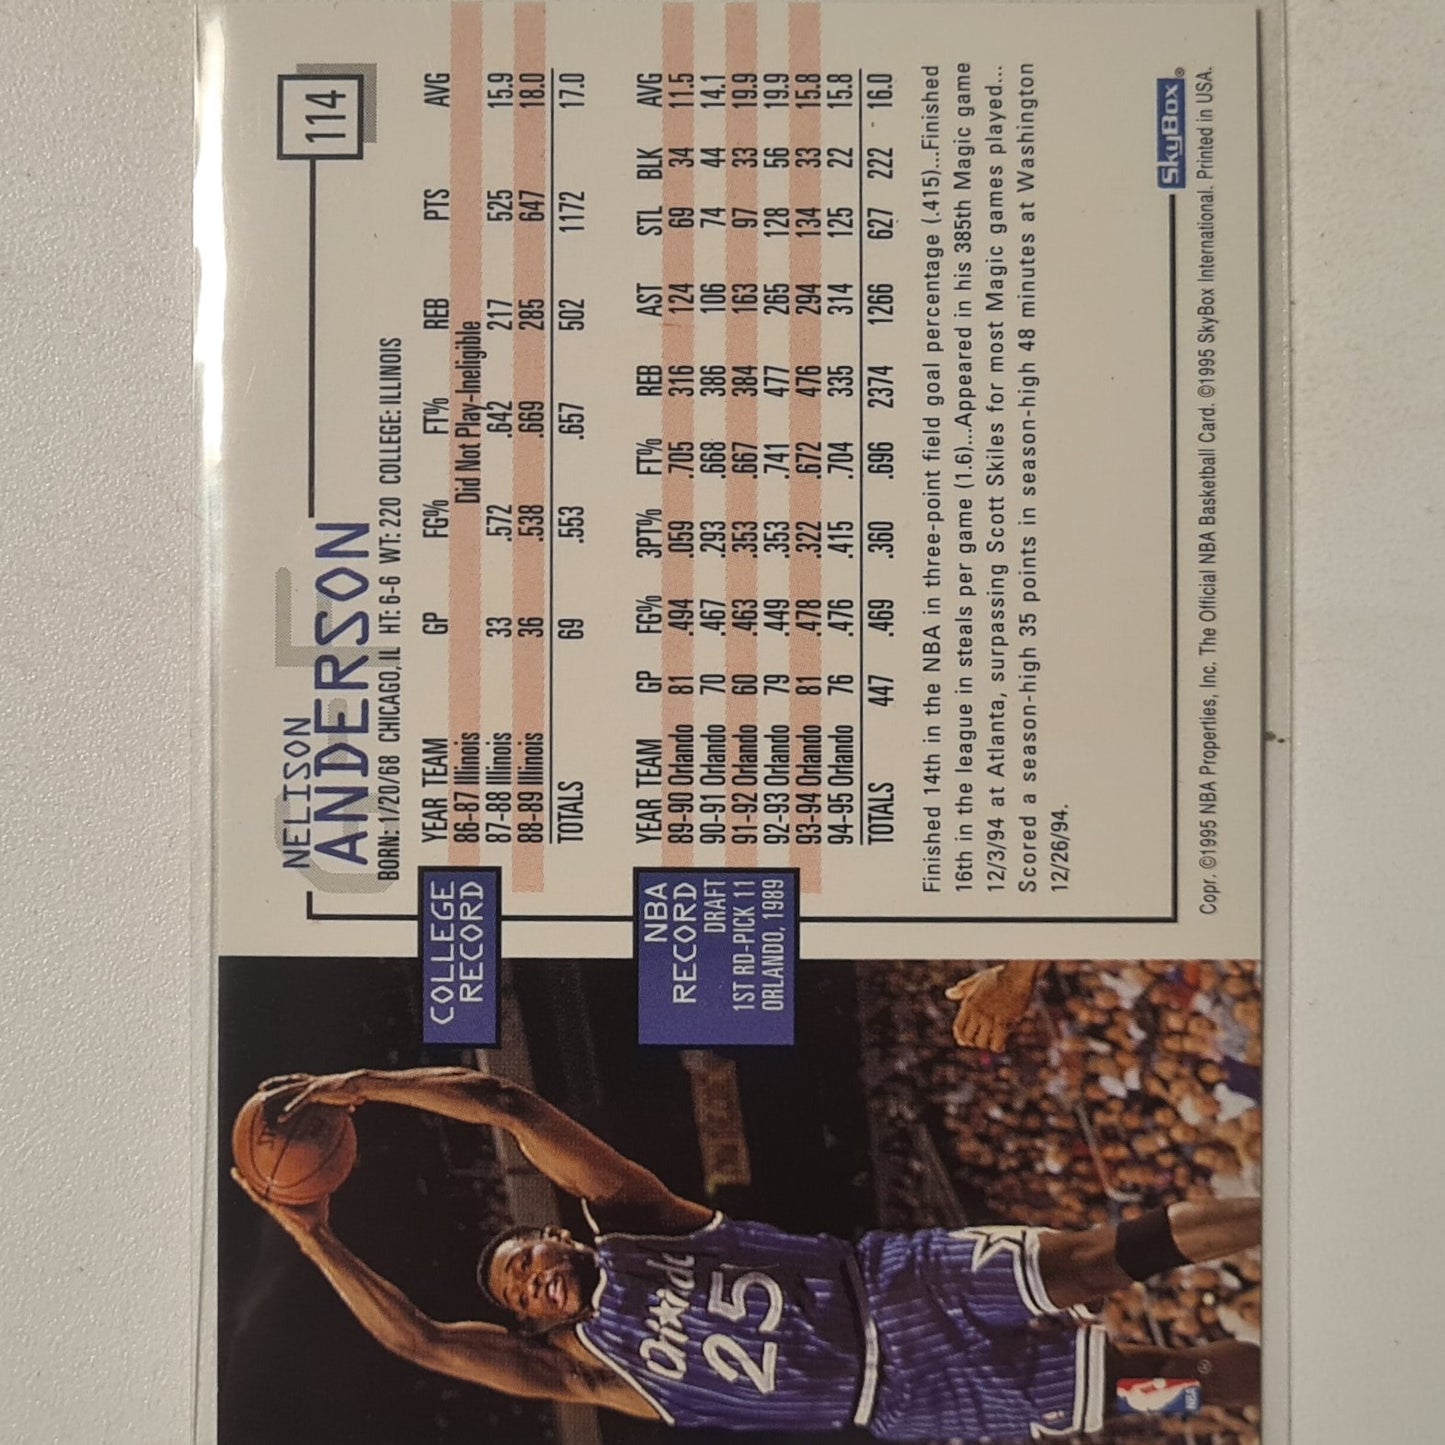 114
NELISON
ANDERSON
BORN: 1/20/68 CHICAGO, IL HT: 6-6 WT: 220 COLLEGE: ILLINOIS
COLLEGE
RECORD
YEAR TEAM GP FG% FT% REB PTS AVG
86-87 Illinois Did Not Play-Ineligible
87-88 Illinois 33 .572 .642 217 525 15.9
88-89 Illinois 36 .538 .669 285 647 18.0
TOTALS 69 .553 .657 502 1172 17.0
NBA
RECORD
DRAFT
1ST RD-PICK 11
ORLANDO, 1989
YEAR TEAM GP FG% 3PT% FT% REB AST STL BLK AVG
89-90 Orlando 81 .494 .059 .705 316 124 69 34 11.5
90-91 Orlando 70 .467 .293 .668 386 106 74 44 14.1
91-92 Orlando 60 .463 .353 .667 384 163 97 33 19.9
92-93 Orlando 79 .449 .353 .741 477 265 128 56 19.9
93-94 Orlando 81 .478 .322 .672 476 294 134 33 15.8
94-95 Orlando 76 .476 .415 .704 335 314 125 22 15.8
TOTALS 447 .469 .360 .696 2374 1266 627 222 16.0
Finished 14th in the NBA in three-point field goal percentage (.415)...Finished
16th in the league in steals per game (1.6)...Appeared in his 385th Magic game
12/3/94 at Atlanta, surpassing Scott Skiles for most Magic games played...
Scored a season-high 35 points in season-high 48 minutes at Washington
12/26/94.
SkyBox®
Copr. ©1995 NBA Properties, Inc. The Official NBA Basketball Card. ©1995 SkyBox International. Printed in USA.
Orlando
25
NBA
®